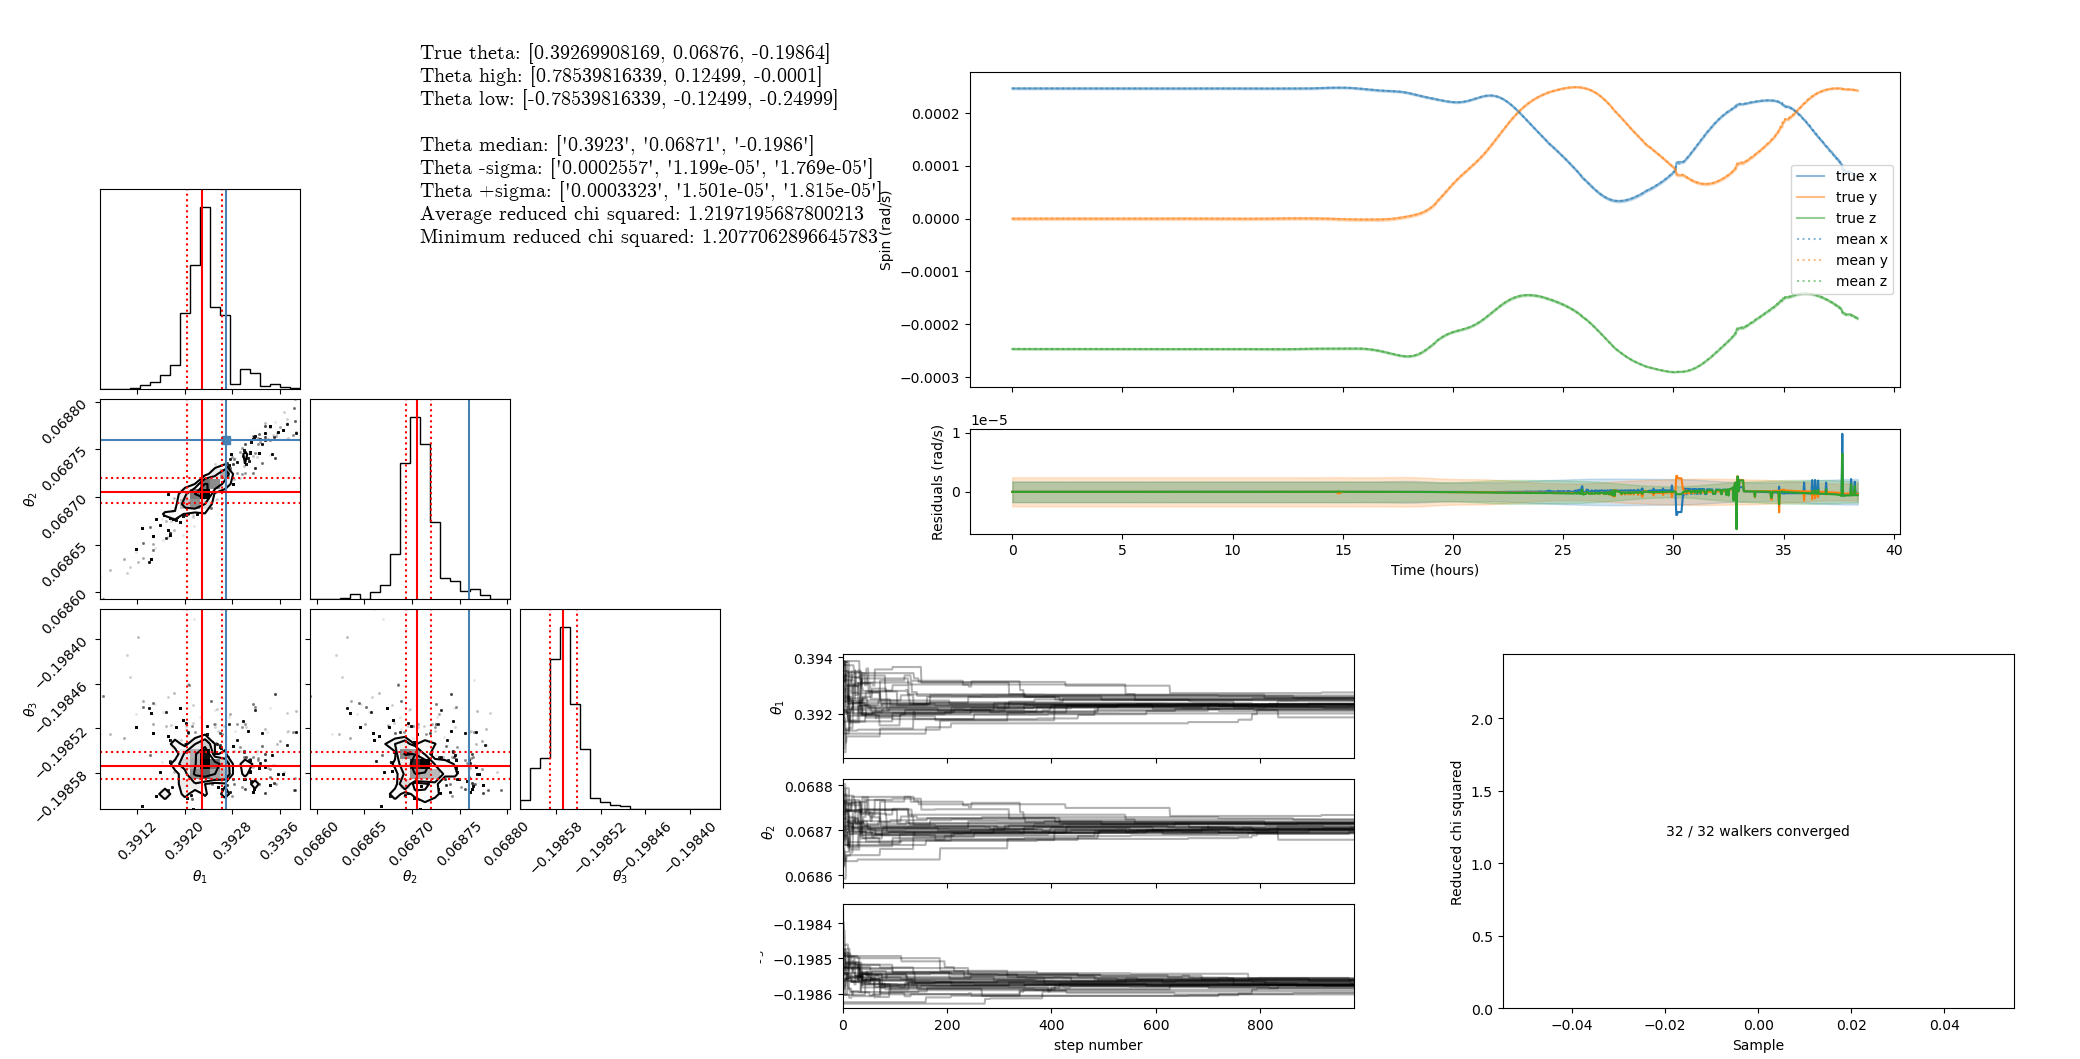 True theta: [0.39269908169, 0.06876, -0.19864]
Theta high: [0.78539816339, 0.12499, -0.0001]
Theta low: [-0.78539816339, -0.12499, -0.24999]
Theta median: ['0.3923', '0.06871', '-0.1986']
Theta -sigma: ['0.0002557', '1.199e-05', '1.769e-05']
Theta +sigma: ['0.0003323', '1.501e-05', '1.815e-05']
Average reduced chi squared: 1.2197195687800213
Minimum reduced chi squared: 1.2077062896645783
0.06880
0.06875
0.06870
0.06865
0.06860
θ2
−0.19840
−0.19846
−0.19852
−0.19858
θ3
0.3912
0.3920
0.3928
0.3936
θ1
0.06860
0.06865
0.06870
0.06875
0.06880
θ2
−0.19858
−0.19852
−0.19846
−0.19840
θ3
Spin (rad/s)
0.0002
0.0001
0.0000
−0.0001
−0.0002
−0.0003
true x
true y
true z
mean x
mean y
mean z
1e−5
Residuals (rad/s)
1
0
0
5
10
15
20
25
30
35
40
Time (hours)
θ1
0.394
0.392
θ2
0.0688
0.0687
0.0686
−0.1984
−0.1985
−0.1986
0
200
400
600
800
step number
Reduced chi squared
2.0
1.5
1.0
0.5
0.0
32 / 32 walkers converged
−0.04
−0.02
0.00
0.02
0.04
Sample